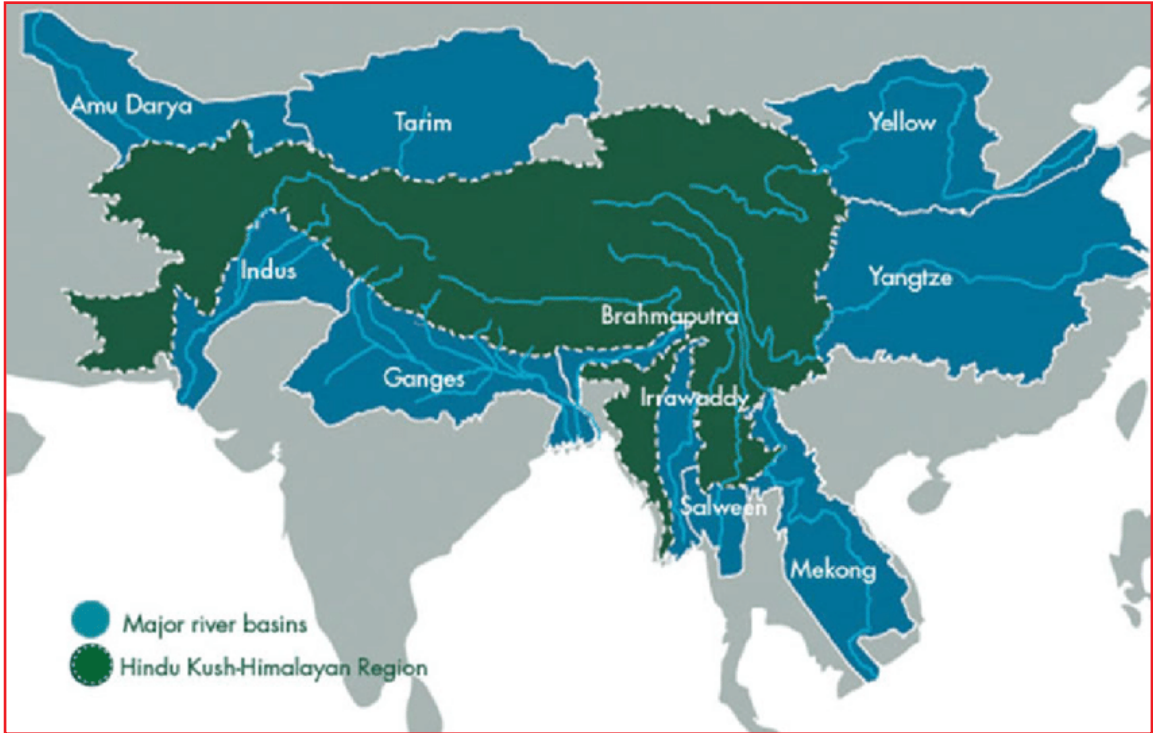 Amu Darya
Tarim
Yellow
Indus
Yangtze
Brahmaputra
Ganges
Irrawaddy
Salween
Mekong
Major river basins
Hindu Kush-Himalayan Region